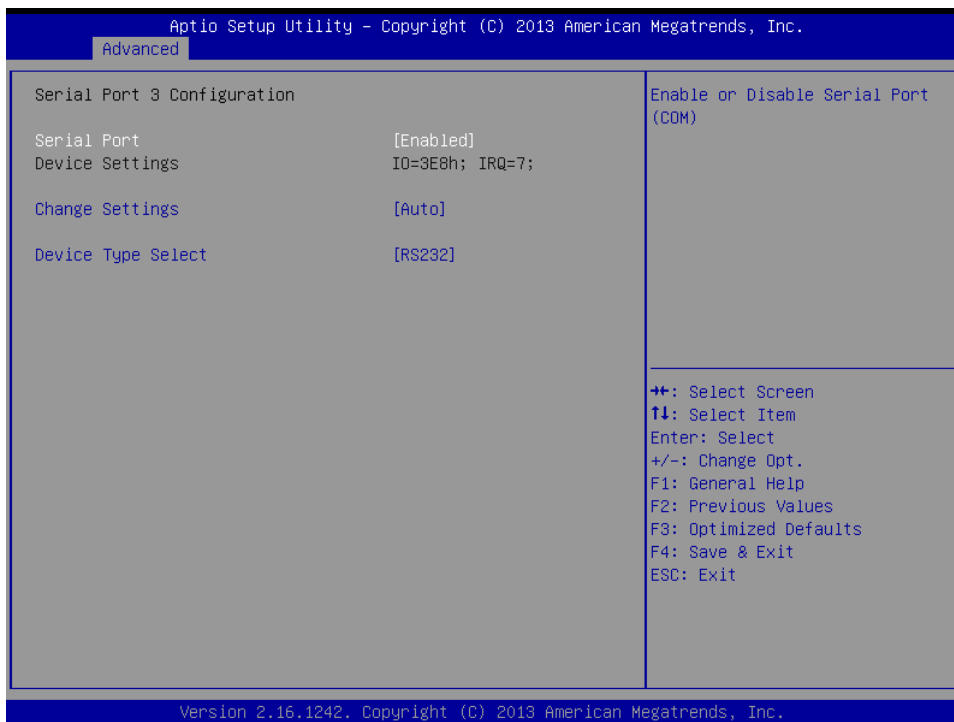 Aptio Setup Utility – Copyright (C) 2013 American Megatrends, Inc.
Advanced
Serial Port 3 Configuration
Serial Port [Enabled]
Device Settings IO=3E8h; IRQ=7;
Change Settings [Auto]
Device Type Select [RS232]
Enable or Disable Serial Port
(COM)
→←: Select Screen
↑↓: Select Item
Enter: Select
+/-: Change Opt.
F1: General Help
F2: Previous Values
F3: Optimized Defaults
F4: Save & Exit
ESC: Exit
Version 2.16.1242. Copyright (C) 2013 American Megatrends, Inc.